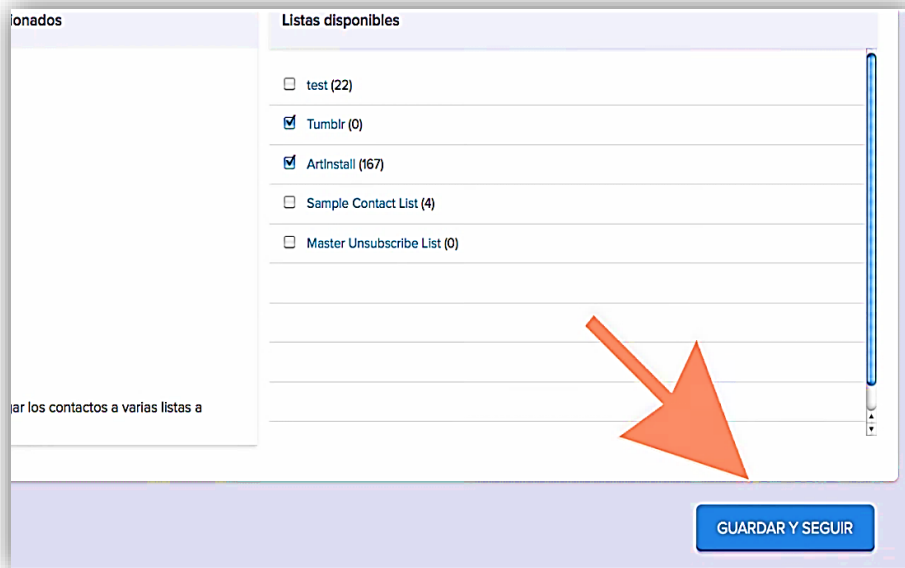 ionados
Listas disponibles
test (22)
Tumblr (0)
ArtInstall (167)
Sample Contact List (4)
Master Unsubscribe List (0)
gar los contactos a varias listas a
GUARDAR Y SEGUIR